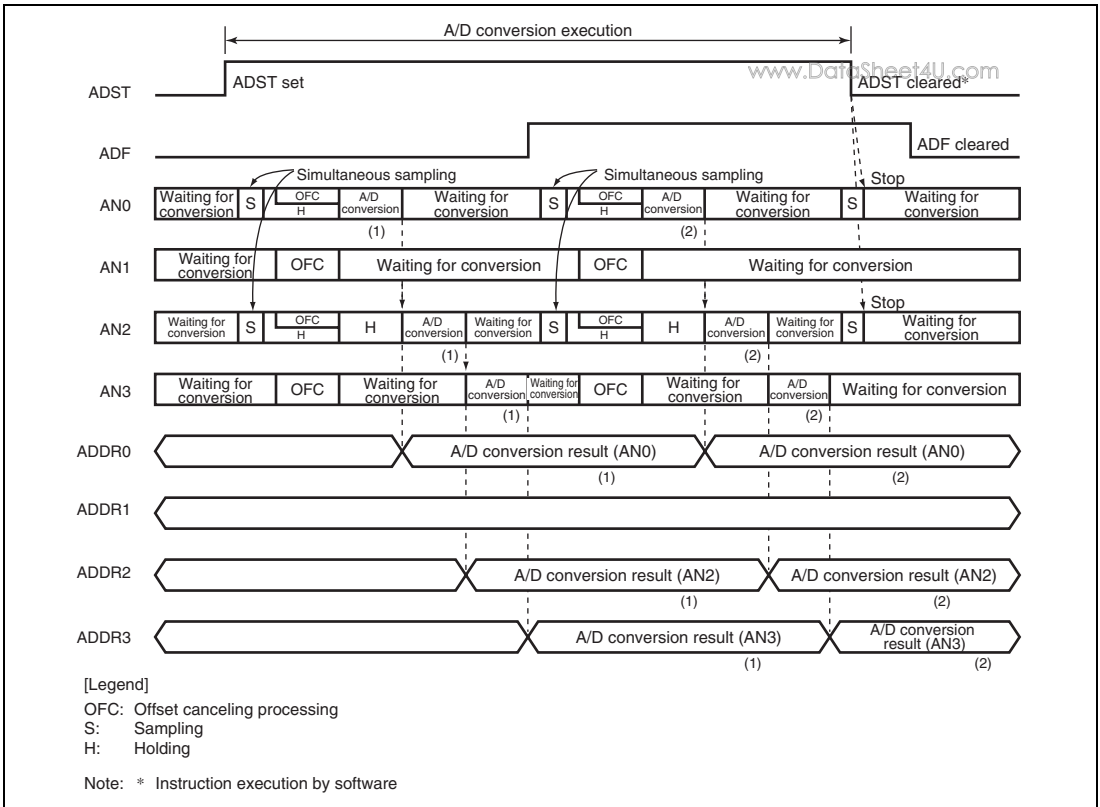 A/D conversion execution
www.DataSheet4U.com
ADST
ADST set
ADST cleared*
ADF
ADF cleared
Simultaneous sampling
Simultaneous sampling
Stop
AN0
Waiting for
conversion
S
OFC
H
A/D
conversion
Waiting for
conversion
S
OFC
H
A/D
conversion
Waiting for
conversion
S
Waiting for
conversion
(1)
(2)
AN1
Waiting for
conversion
OFC
Waiting for conversion
OFC
Waiting for conversion
Stop
AN2
Waiting for
conversion
S
OFC
H
H
A/D
conversion
Waiting for
conversion
S
OFC
H
H
A/D
conversion
Waiting for
conversion
S
Waiting for
conversion
(1)
(2)
AN3
Waiting for
conversion
OFC
Waiting for
conversion
A/D
conversion
Waiting for
conversion
OFC
Waiting for
conversion
A/D
conversion
Waiting for conversion
(1)
(2)
ADDR0
A/D conversion result (AN0)
A/D conversion result (AN0)
(1)
(2)
ADDR1
ADDR2
A/D conversion result (AN2)
A/D conversion result (AN2)
(1)
(2)
ADDR3
A/D conversion result (AN3)
A/D conversion
result (AN3)
(1)
(2)
[Legend]
OFC: Offset canceling processing
S: Sampling
H: Holding
Note: * Instruction execution by software